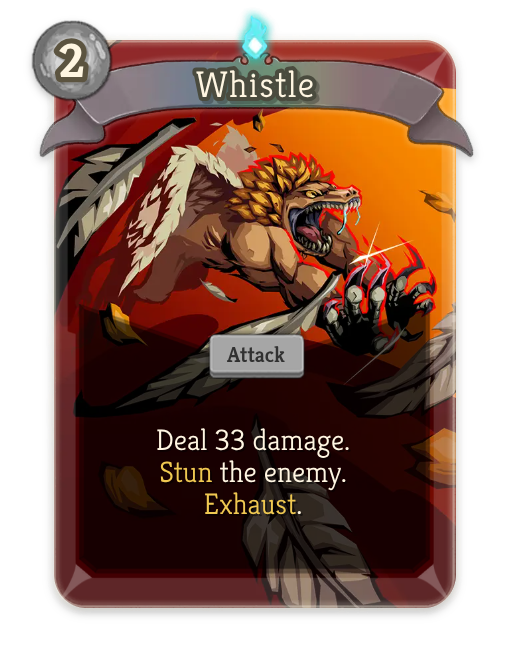 2
Whistle
Attack
Deal 33 damage.
Stun the enemy.
Exhaust.